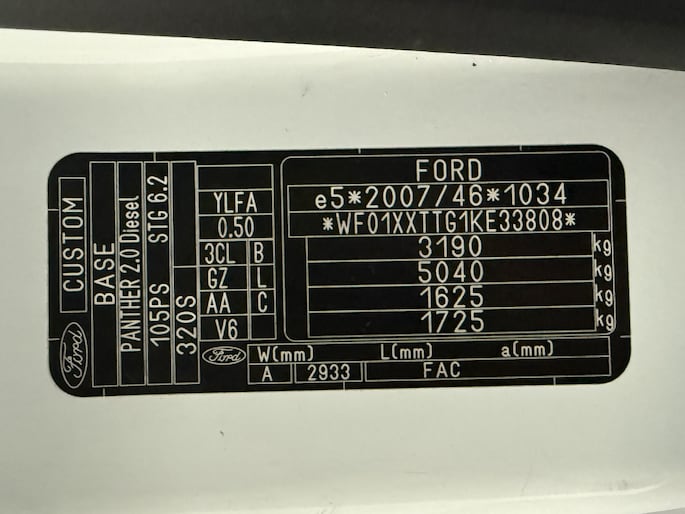 CUSTOM
Ford
BASE
PANTHER 2.0 Diesel
105PS STG 6.2
320S
YLFA
0.50
3CL B
GZ L
AA C
V6
Ford
FORD
e5*2007/46*1034
*WF01XXTTG1KE33808*
3190 kg
5040 kg
1625 kg
1725 kg
W(mm) L(mm) a(mm)
A 2933 FAC